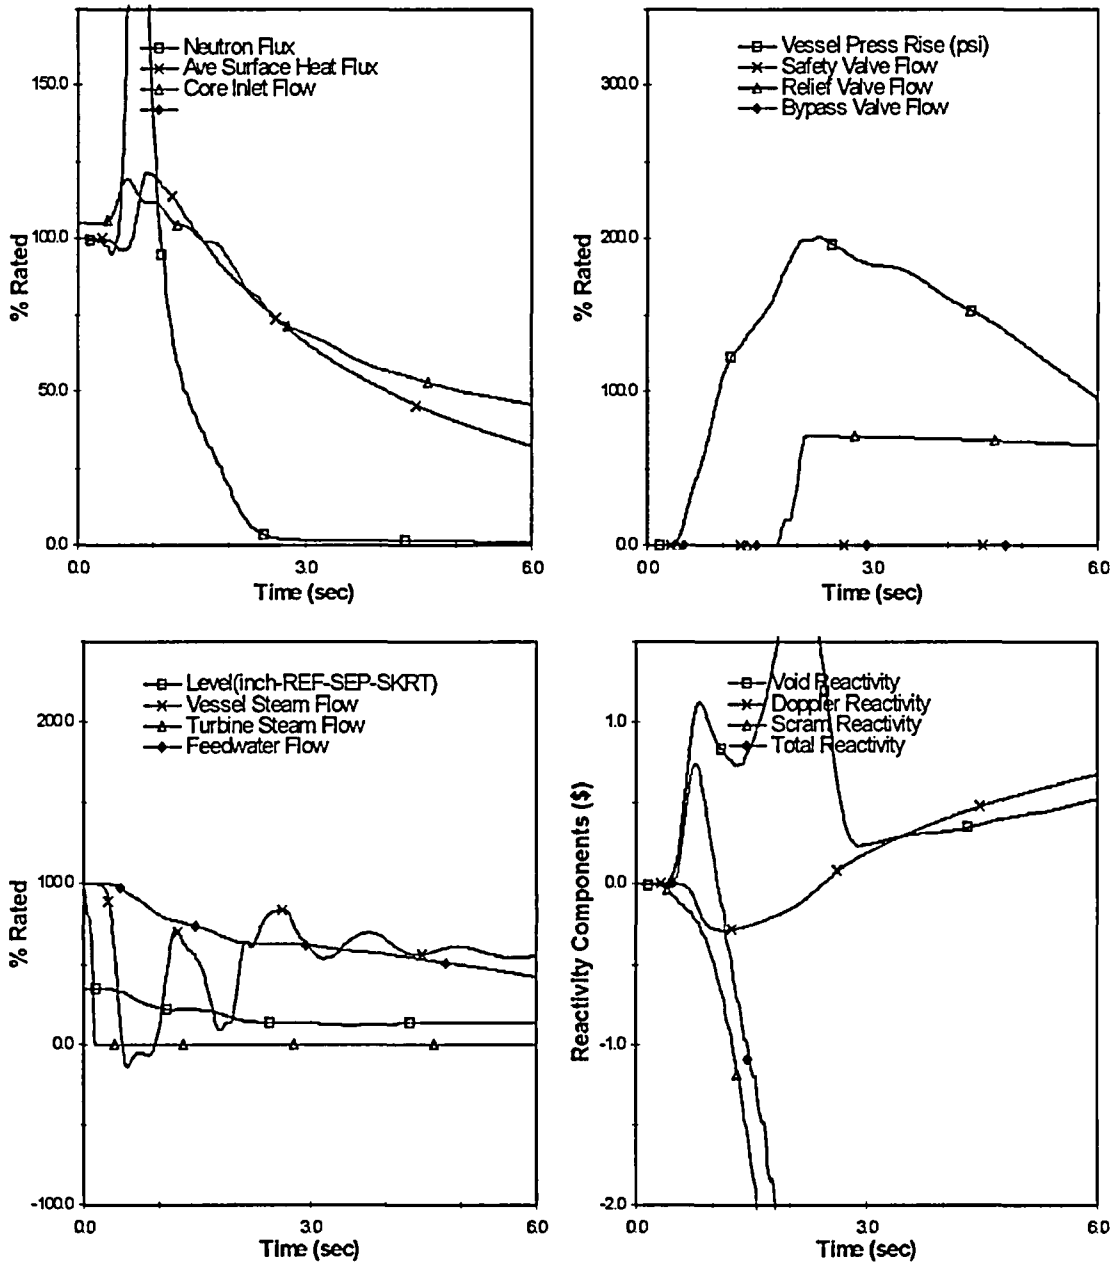 Neutron Flux
Ave Surface Heat Flux
Core Inlet Flow
150.0
100.0
50.0
0.0
% Rated
0.0 3.0 6.0
Time (sec)
Vessel Press Rise (psi)
Safety Valve Flow
Relief Valve Flow
Bypass Valve Flow
300.0
200.0
100.0
0.0
% Rated
0.0 3.0 6.0
Time (sec)
Level(inch-REF-SEP-SKRT)
Vessel Steam Flow
Turbine Steam Flow
Feedwater Flow
200.0
100.0
0.0
-100.0
% Rated
0.0 3.0 6.0
Time (sec)
Void Reactivity
Doppler Reactivity
Scram Reactivity
Total Reactivity
1.0
0.0
-1.0
-2.0
Reactivity Components ($)
0.0 3.0 6.0
Time (sec)